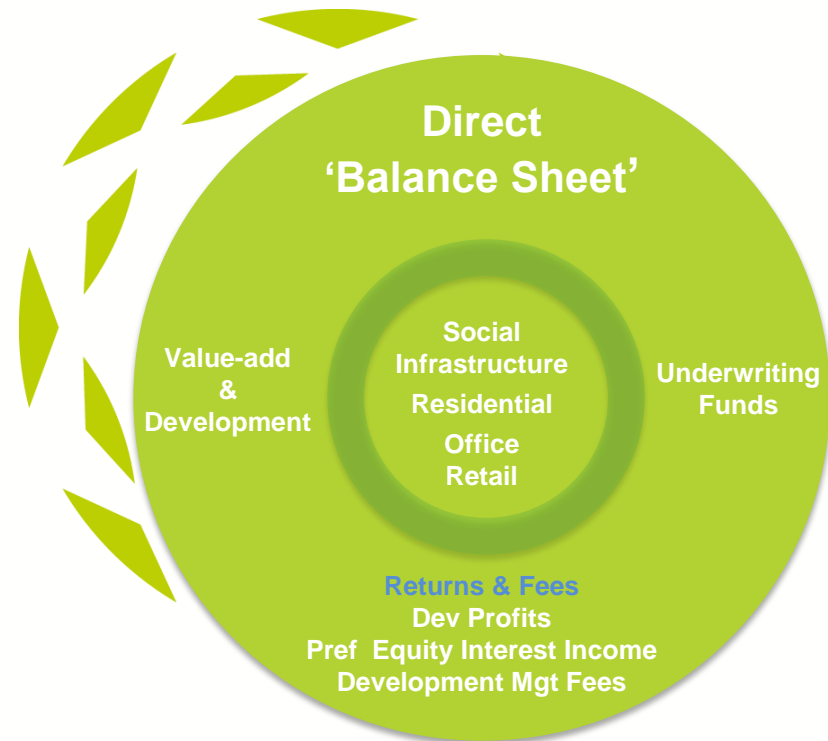 Direct
‘Balance Sheet’
Value-add
&
Development
Social
Infrastructure
Residential
Office
Retail
Underwriting
Funds
Returns & Fees
Dev Profits
Pref Equity Interest Income
Development Mgt Fees